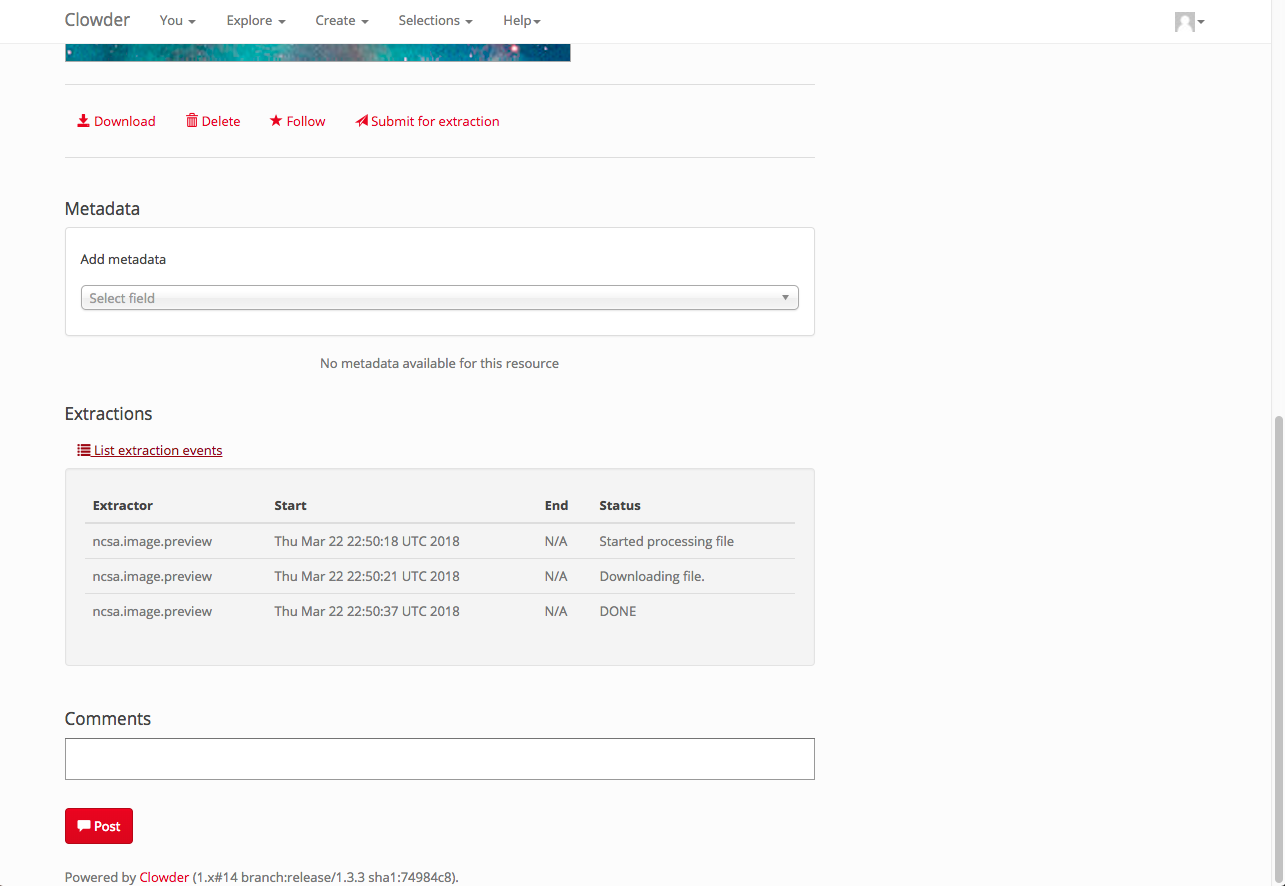 Clowder You Explore Create Selections Help
Download Delete Follow Submit for extraction
Metadata
Add metadata
Select field
No metadata available for this resource
Extractions
List extraction events
Extractor Start End Status
ncsa.image.preview Thu Mar 22 22:50:18 UTC 2018 N/A Started processing file
ncsa.image.preview Thu Mar 22 22:50:21 UTC 2018 N/A Downloading file.
ncsa.image.preview Thu Mar 22 22:50:37 UTC 2018 N/A DONE
Comments
Post
Powered by Clowder (1.x#14 branch:release/1.3.3 sha1:74984c8).